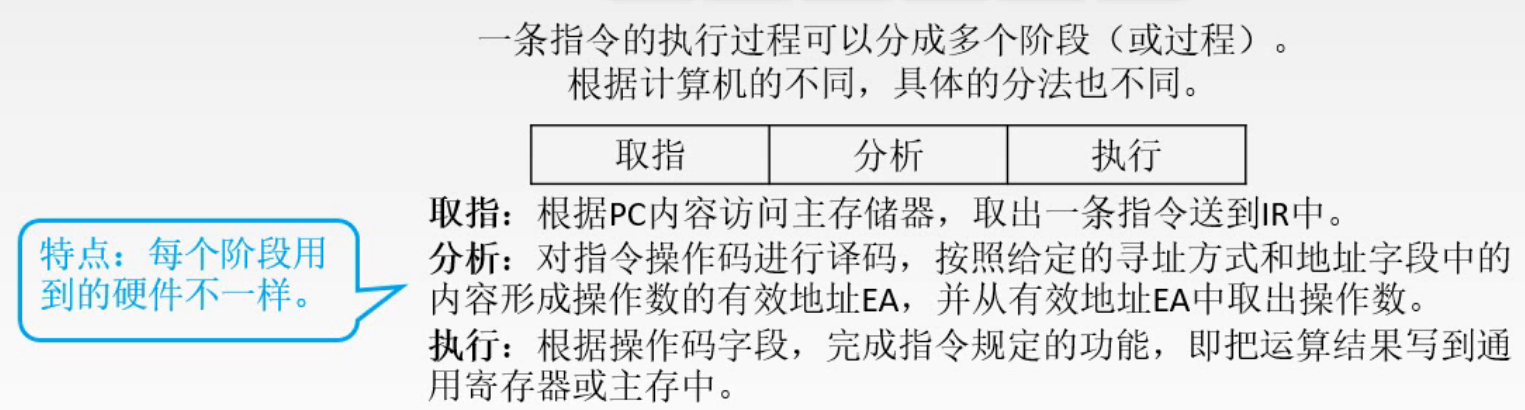 一条指令的执行过程可以分成多个阶段（或过程）。
根据计算机的不同，具体的分法也不同。
取指 分析 执行
取指：根据PC内容访问主存储器，取出一条指令送到IR中。
分析：对指令操作码进行译码，按照给定的寻址方式和地址字段中的
内容形成操作数的有效地址EA，并从有效地址EA中取出操作数。
执行：根据操作码字段，完成指令规定的功能，即把运算结果写到通
用寄存器或主存中。
特点：每个阶段用
到的硬件不一样。